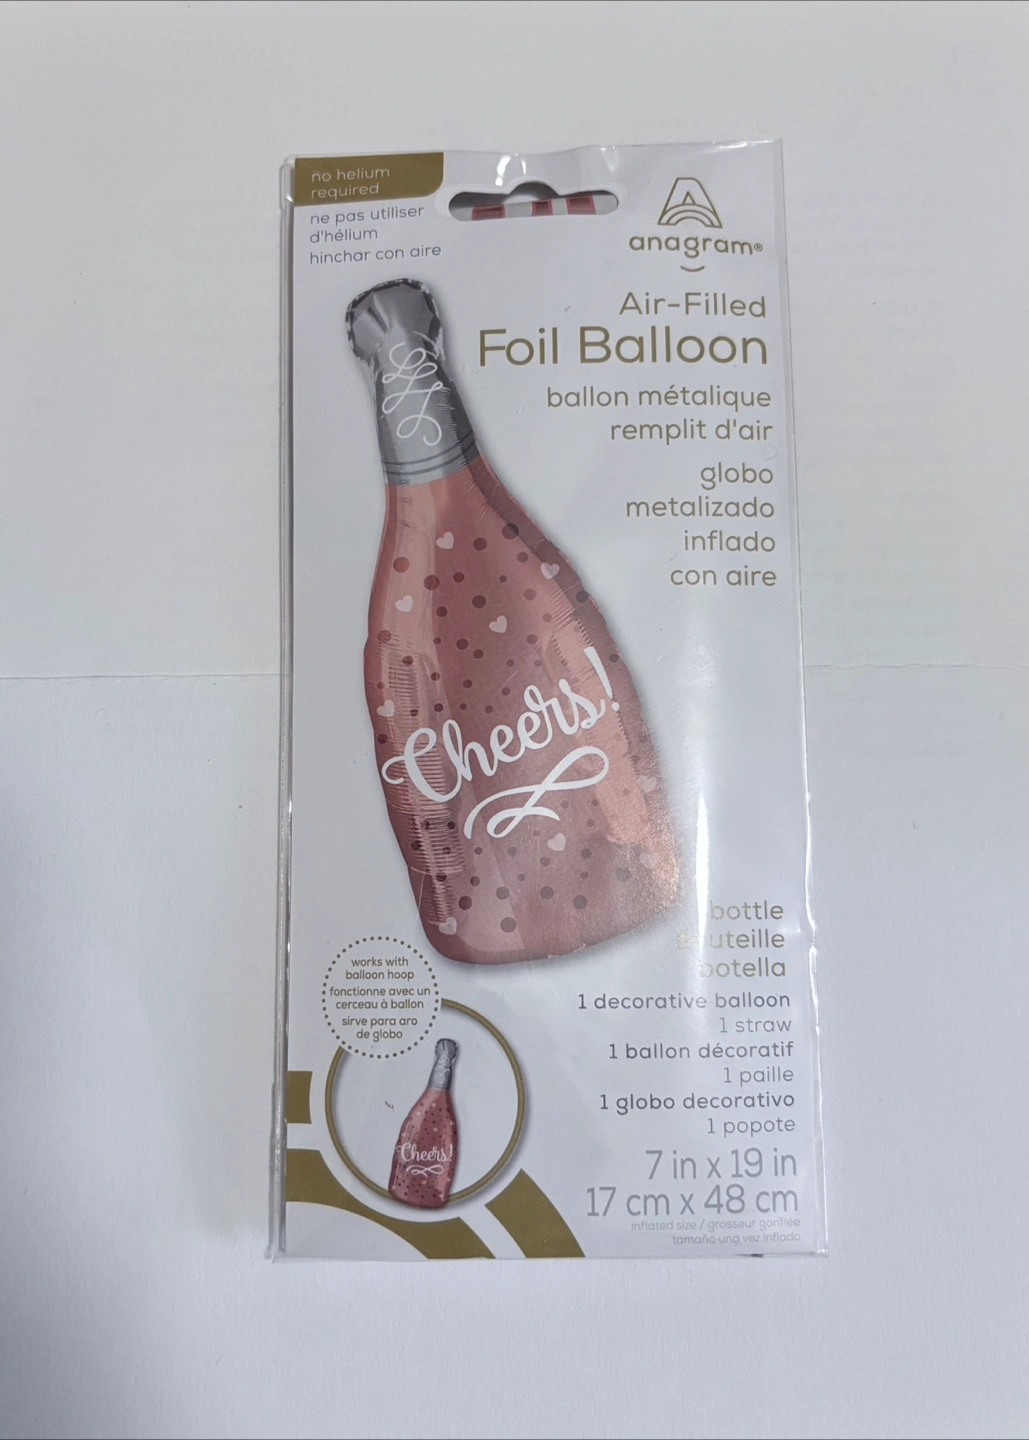 no helium
required
ne pas utiliser
d'hélium
hinchar con aire
anagram®
Air-Filled
Foil Balloon
ballon métalique
remplit d'air
globo
metalizado
inflado
con aire
Cheers!
bottle
bouteille
botella
works with
balloon hoop
fonctionne avec un
cerceau à ballon
sirve para aro
de globo
Cheers!
1 decorative balloon
1 straw
1 ballon décoratif
1 paille
1 globo decorativo
1 popote
7 in x 19 in
17 cm x 48 cm
inflated size / grosseur gonflée
tamaño una vez inflado